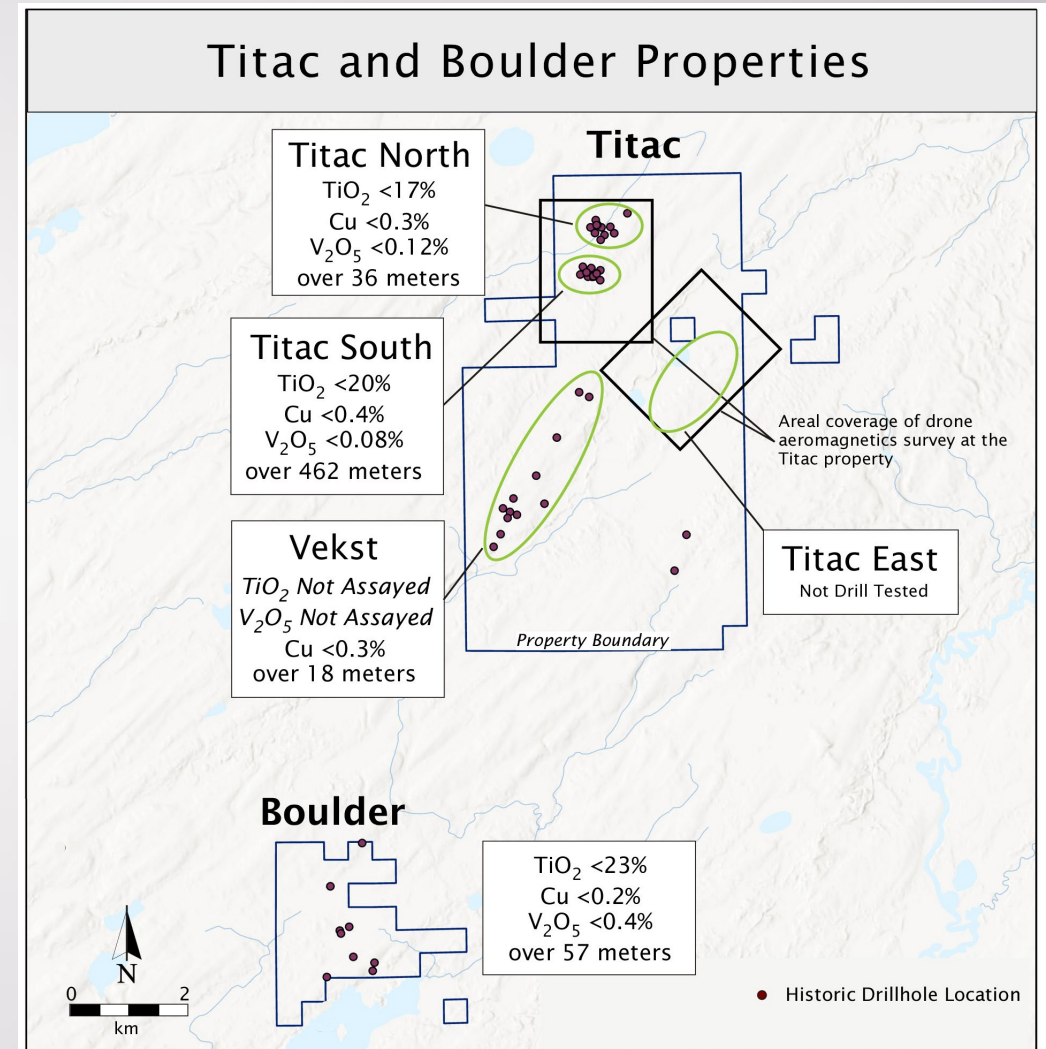 Titac and Boulder Properties
Titac
Titac North
TiO₂ <17%
Cu <0.3%
V₂O₅ <0.12%
over 36 meters
Titac South
TiO₂ <20%
Cu <0.4%
V₂O₅ <0.08%
over 462 meters
Areal coverage of drone
aeromagnetics survey at the
Titac property
Vekst
TiO₂ Not Assayed
V₂O₅ Not Assayed
Cu <0.3%
over 18 meters
Titac East
Not Drill Tested
Property Boundary
Boulder
TiO₂ <23%
Cu <0.2%
V₂O₅ <0.4%
over 57 meters
N
0 2
km
Historic Drillhole Location